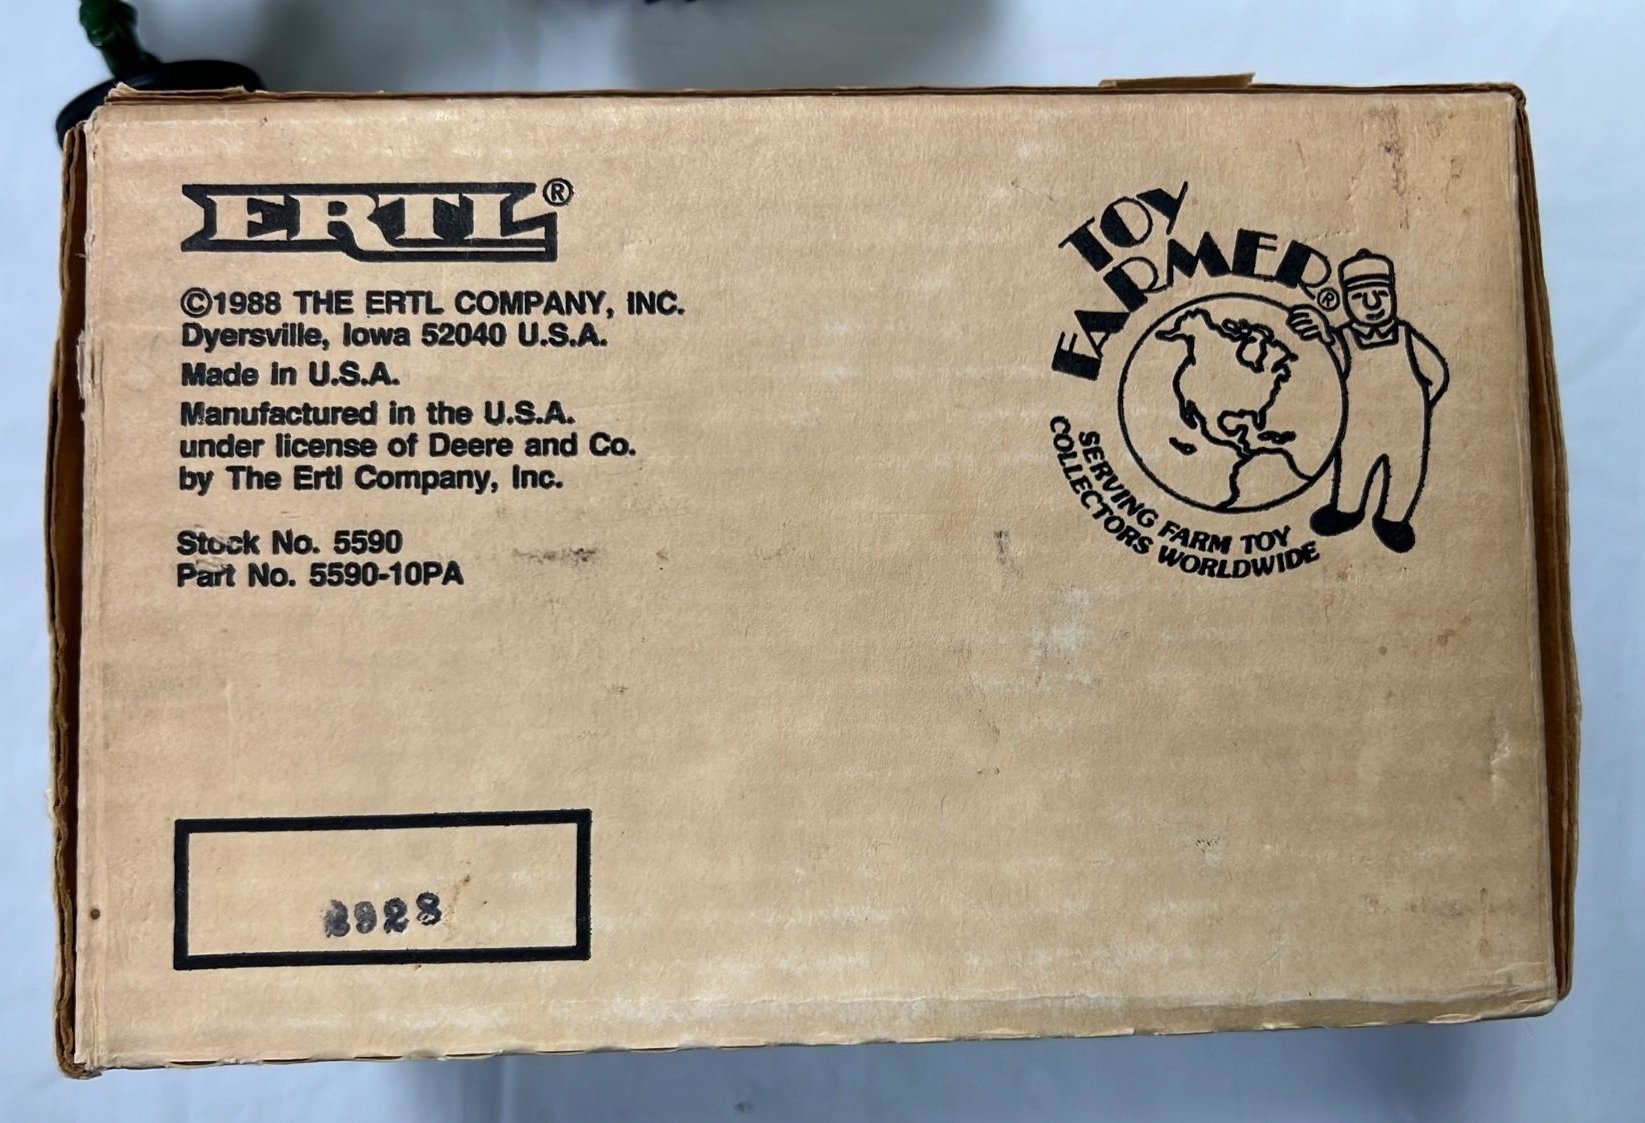 ERTL®
©1988 THE ERTL COMPANY, INC.
Dyersville, Iowa 52040 U.S.A.
Made in U.S.A.
Manufactured in the U.S.A.
under license of Deere and Co.
by The Ertl Company, Inc.
Stock No. 5590
Part No. 5590-10PA
TOY
FARMER®
SERVING FARM TOY
COLLECTORS WORLDWIDE